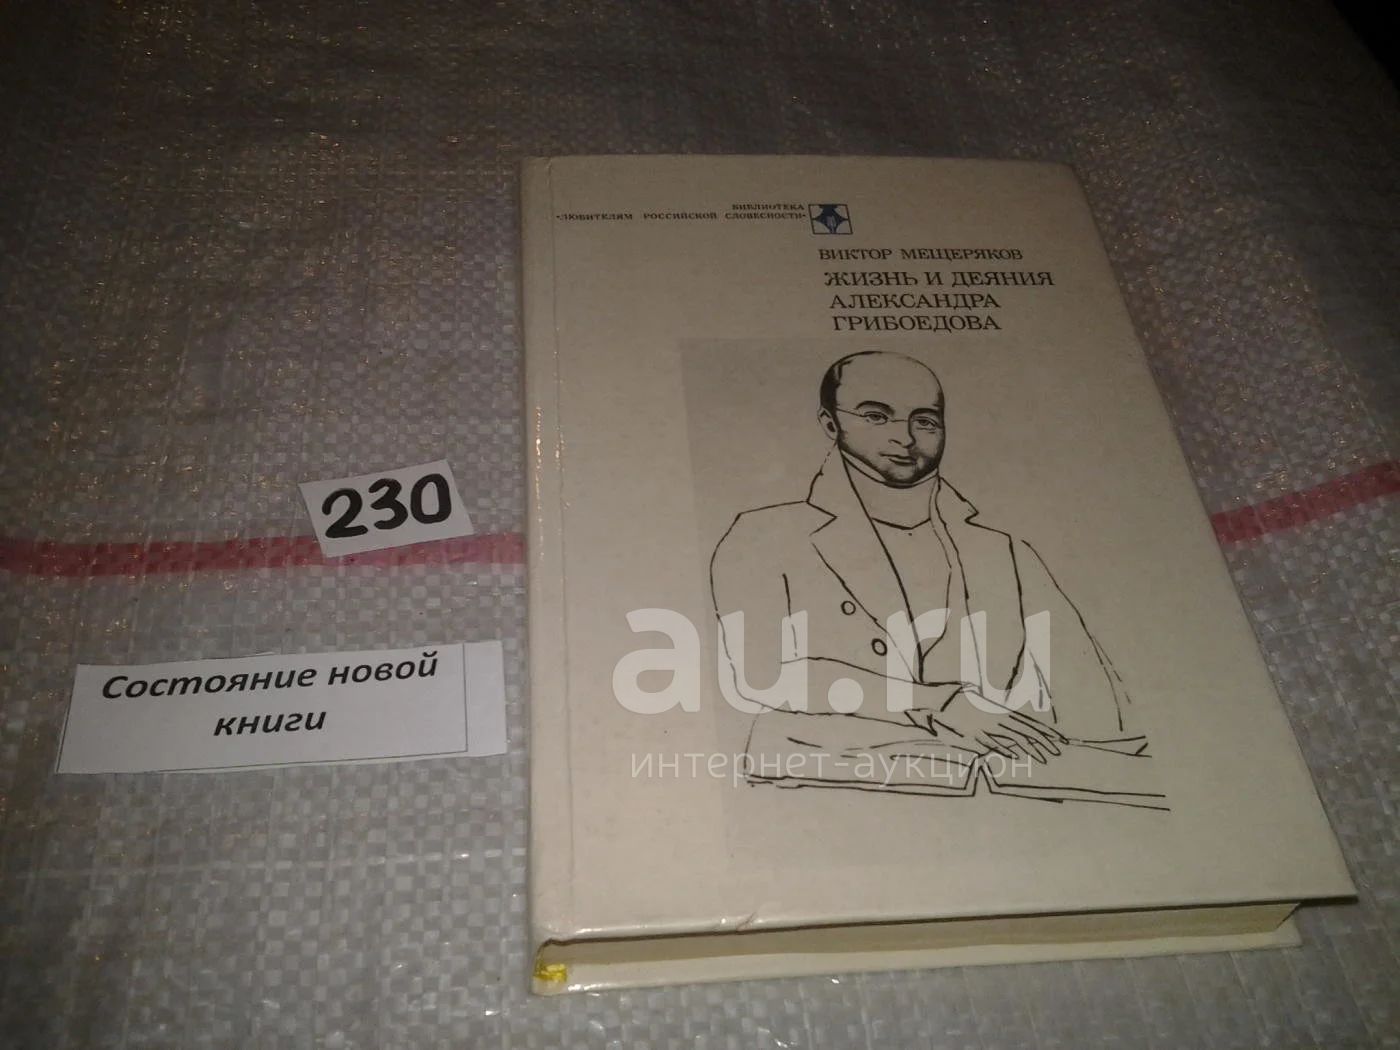 БИБЛИОТЕКА
«ЛЮБИТЕЛЯМ РОССИЙСКОЙ СЛОВЕСНОСТИ»
ВИКТОР МЕЩЕРЯКОВ
ЖИЗНЬ И ДЕЯНИЯ
АЛЕКСАНДРА
ГРИБОЕДОВА
230
Состояние новой
книги
au.ru
интернет-аукцион